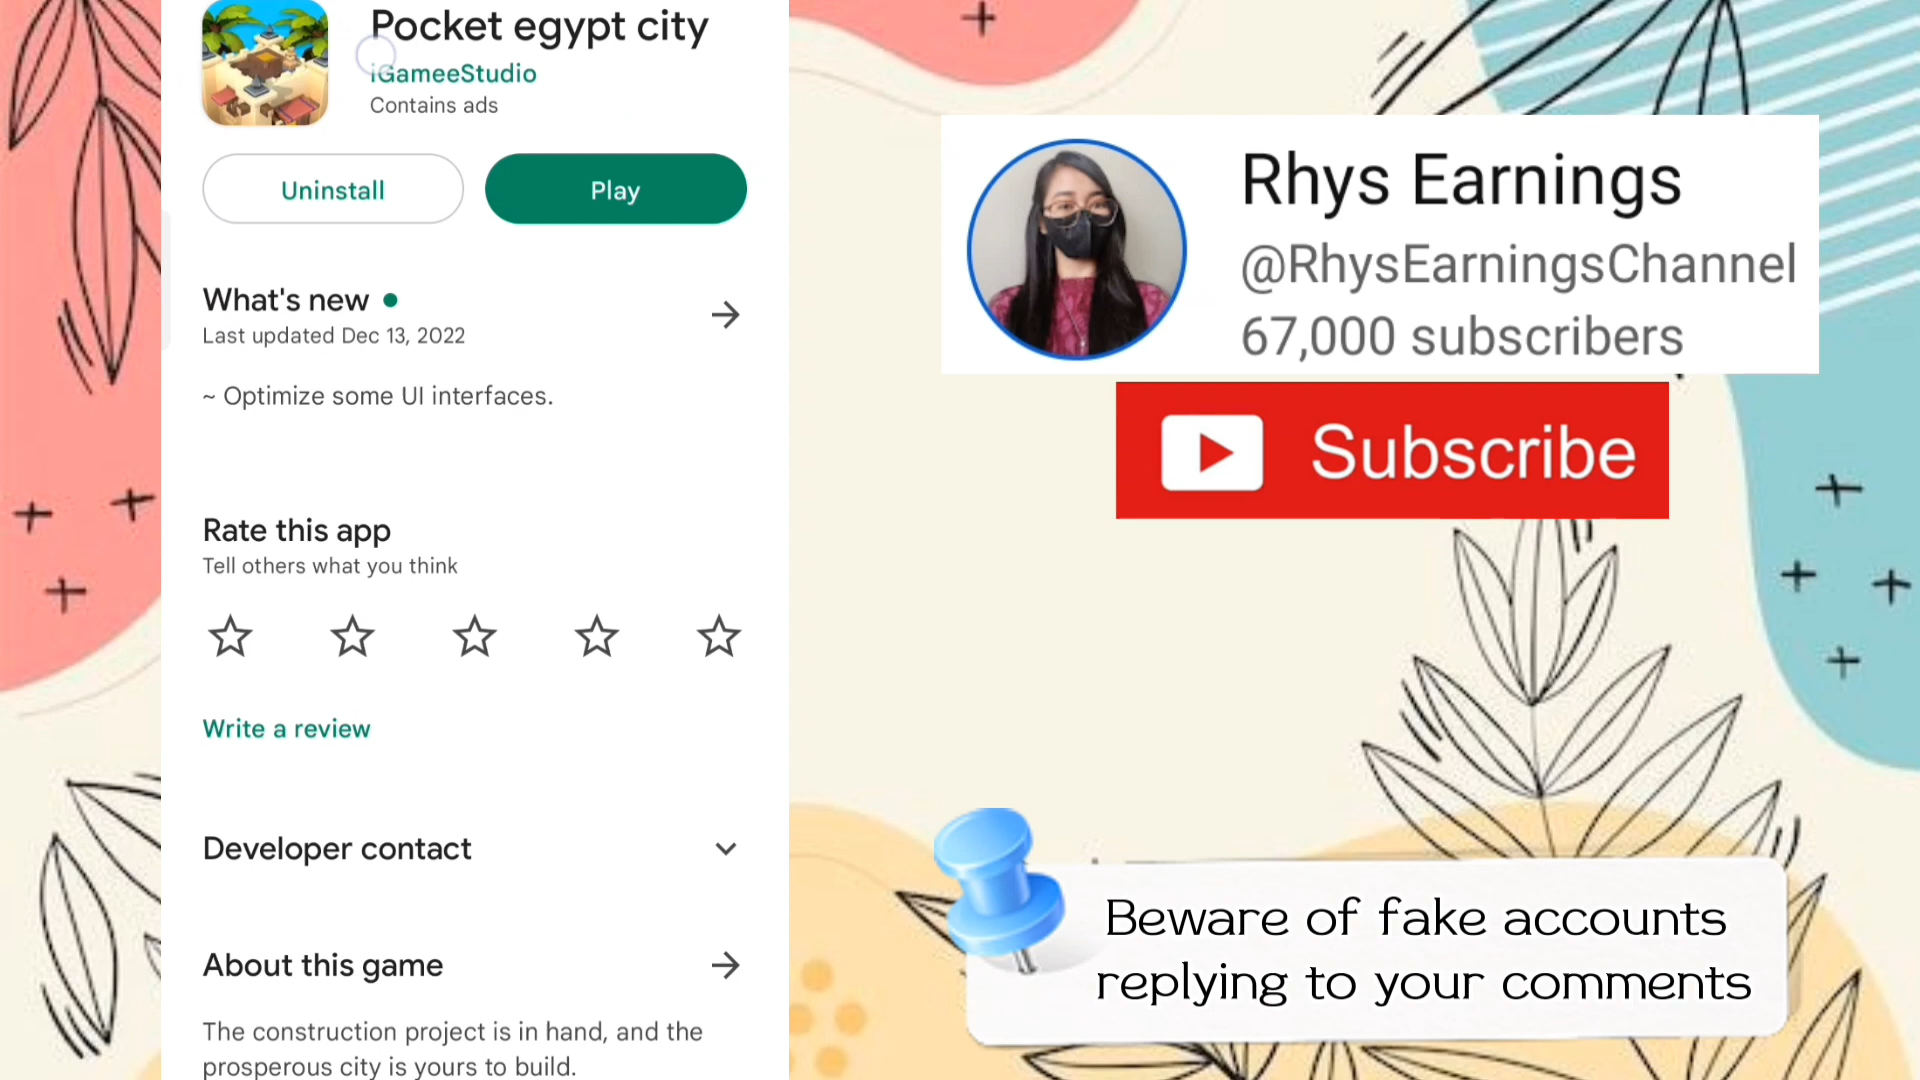 Pocket egypt city
iGameeStudio
Contains ads
Uninstall
Play
What's new
Last updated Dec 13, 2022
~ Optimize some UI interfaces.
Rate this app
Tell others what you think
Write a review
Developer contact
About this game
The construction project is in hand, and the
prosperous city is yours to build.
Rhys Earnings
@RhysEarningsChannel
67,000 subscribers
Subscribe
Beware of fake accounts
replying to your comments